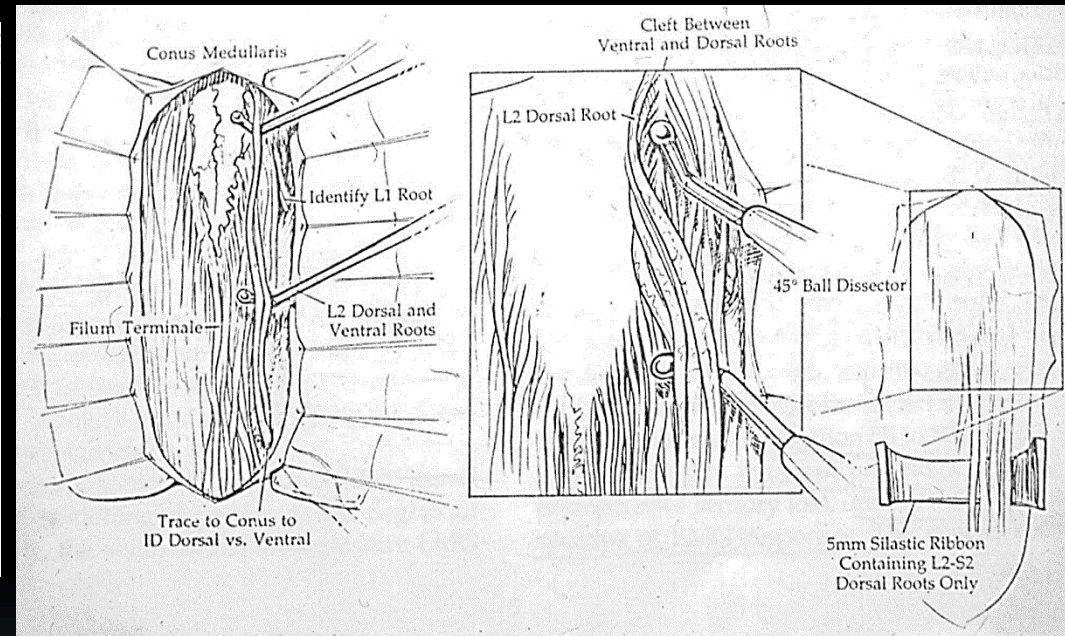 Conus Medullaris
Identify L1 Root
Filum Terminale
L2 Dorsal and
Ventral Roots
Trace to Conus to
ID Dorsal vs. Ventral
Cleft Between
Ventral and Dorsal Roots
L2 Dorsal Root
45° Ball Dissector
5mm Silastic Ribbon
Containing L2-S2
Dorsal Roots Only